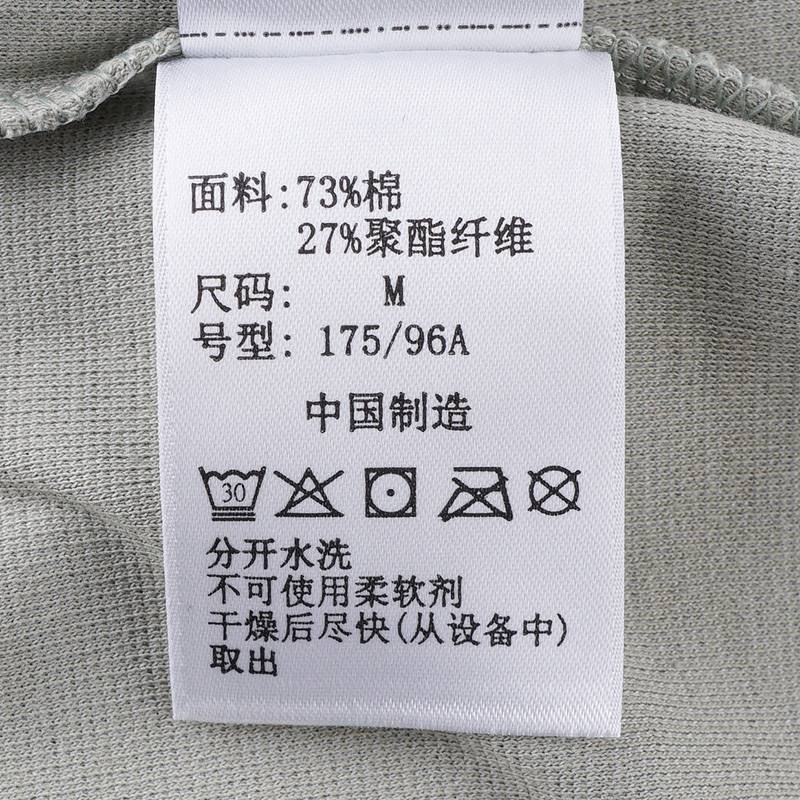 面料:73%棉
27%聚酯纤维
尺码: M
号型: 175/96A
中国制造
30
分开水洗
不可使用柔软剂
干燥后尽快(从设备中)
取出